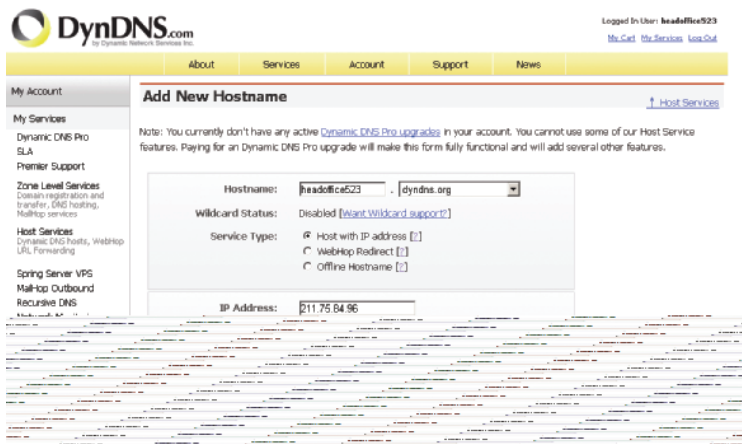 DynDNS.com
by Dynamic Network Services Inc.
Logged In User: headoffice523
My Cart My Services Log Out
About Services Account Support News
My Account
My Services
Dynamic DNS Pro
SLA
Premier Support
Zone Level Services
Domain registration and
transfer, DNS hosting,
MailHop services
Host Services
Dynamic DNS hosts, WebHop
URL Forwarding
Spring Server VPS
MailHop Outbound
Recursive DNS
Add New Hostname
↑ Host Services
Note: You currently don't have any active Dynamic DNS Pro upgrades in your account. You cannot use some of our Host Service
features. Paying for an Dynamic DNS Pro upgrade will make this form fully functional and will add several other features.
Hostname: headoffice523 . dyndns.org
Wildcard Status: Disabled [Want Wildcard support?]
Service Type: Host with IP address [?]
WebHop Redirect [?]
Offline Hostname [?]
IP Address: 211.75.84.96